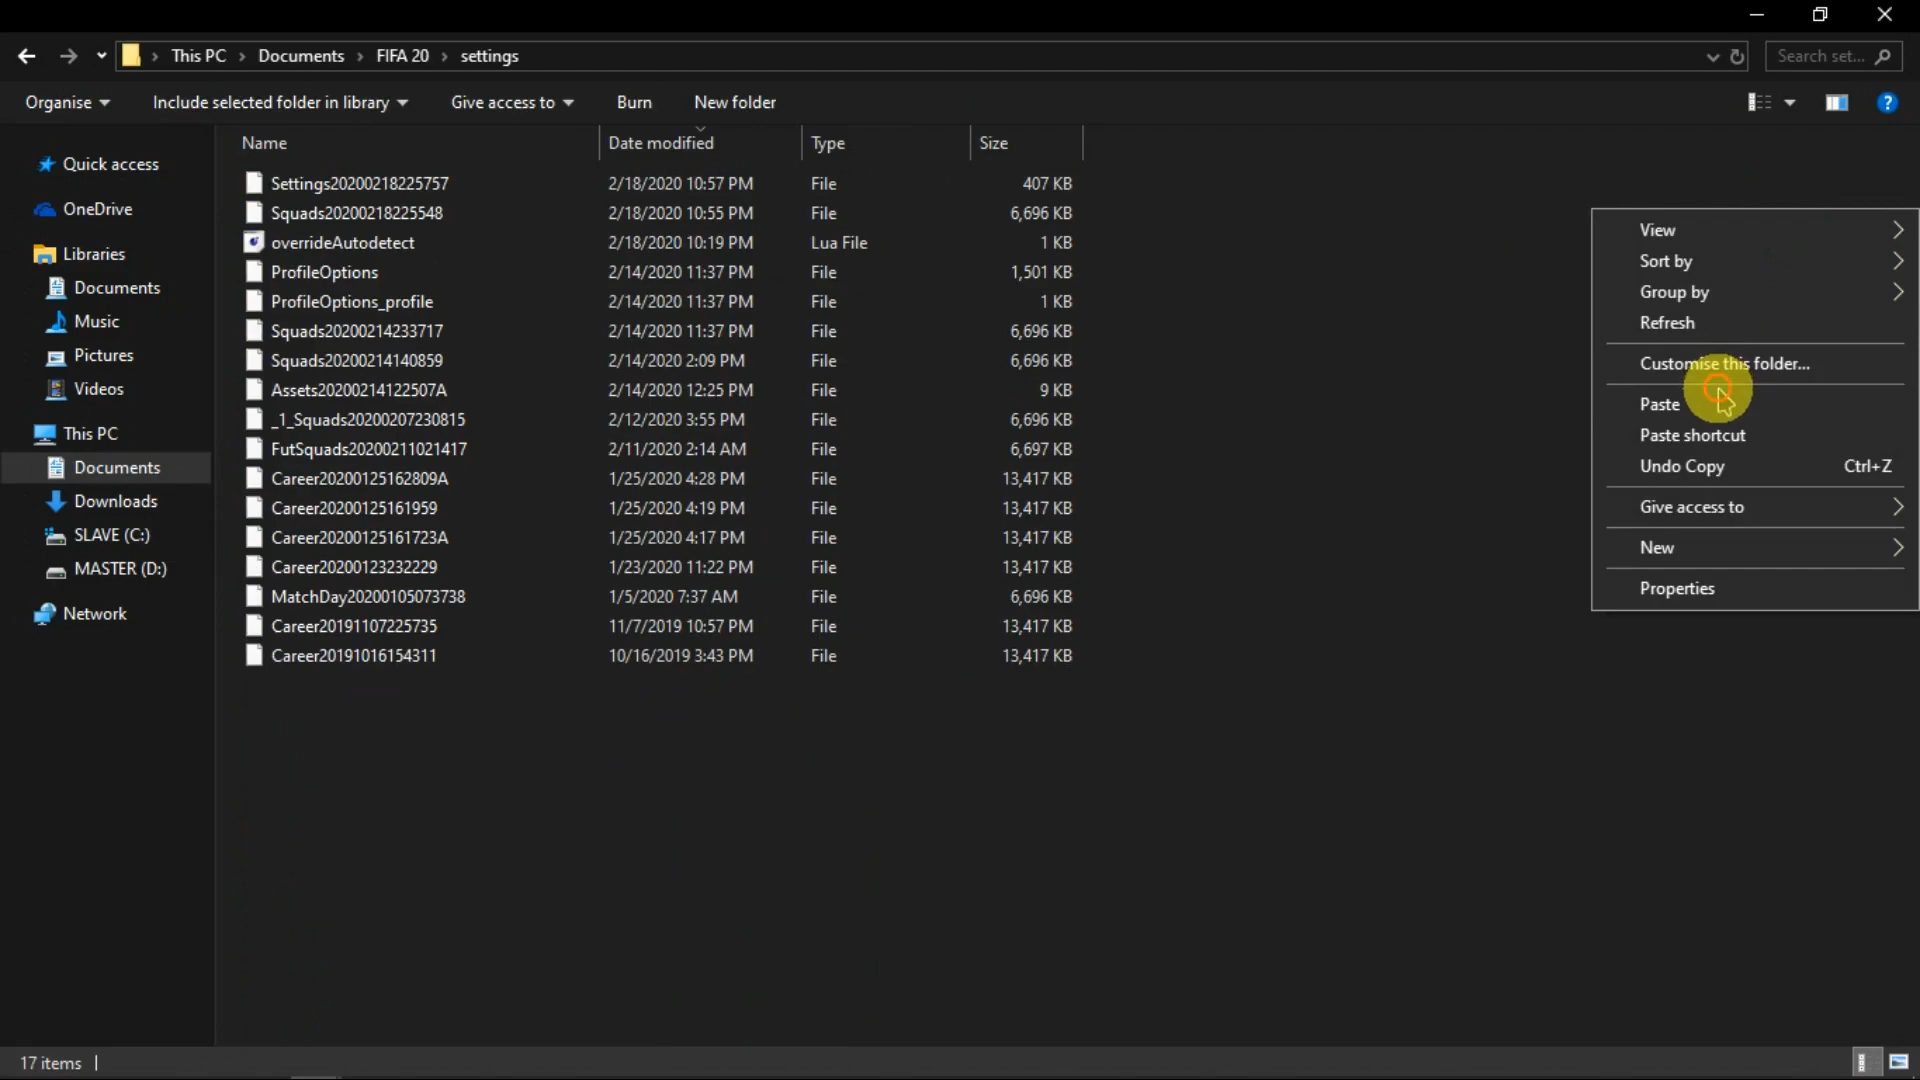 This PC > Documents > FIFA 20 > settings
Search set...
Organise Include selected folder in library Give access to Burn New folder
Quick access
OneDrive
Libraries
Documents
Music
Pictures
Videos
This PC
Documents
Downloads
SLAVE (C:)
MASTER (D:)
Network
Name Date modified Type Size
Settings20200218225757 2/18/2020 10:57 PM File 407 KB
Squads20200218225548 2/18/2020 10:55 PM File 6,696 KB
overrideAutodetect 2/18/2020 10:19 PM Lua File 1 KB
ProfileOptions 2/14/2020 11:37 PM File 1,501 KB
ProfileOptions_profile 2/14/2020 11:37 PM File 1 KB
Squads20200214233717 2/14/2020 11:37 PM File 6,696 KB
Squads20200214140859 2/14/2020 2:09 PM File 6,696 KB
Assets20200214122507A 2/14/2020 12:25 PM File 9 KB
_1_Squads20200207230815 2/12/2020 3:55 PM File 6,696 KB
FutSquads20200211021417 2/11/2020 2:14 AM File 6,697 KB
Career20200125162809A 1/25/2020 4:28 PM File 13,417 KB
Career20200125161959 1/25/2020 4:19 PM File 13,417 KB
Career20200125161723A 1/25/2020 4:17 PM File 13,417 KB
Career20200123232229 1/23/2020 11:22 PM File 13,417 KB
MatchDay20200105073738 1/5/2020 7:37 AM File 6,696 KB
Career20191107225735 11/7/2019 10:57 PM File 13,417 KB
Career20191016154311 10/16/2019 3:43 PM File 13,417 KB
View
Sort by
Group by
Refresh
Customise this folder...
Paste
Paste shortcut
Undo Copy Ctrl+Z
Give access to
New
Properties
17 items